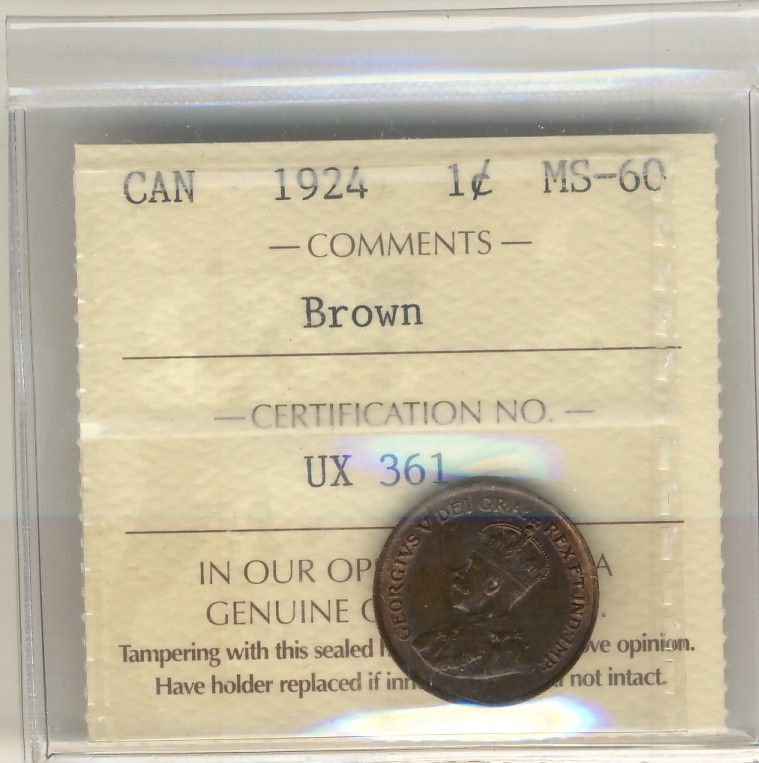 CAN 1924 1¢ MS-60
— COMMENTS —
Brown
— CERTIFICATION NO. —
UX 361
GEORGIVS V DEI GRA: REX ET IND:IMP:
IN OUR OP A
GENUINE
Tampering with this sealed ve opinion.
Have holder replaced if inn not intact.